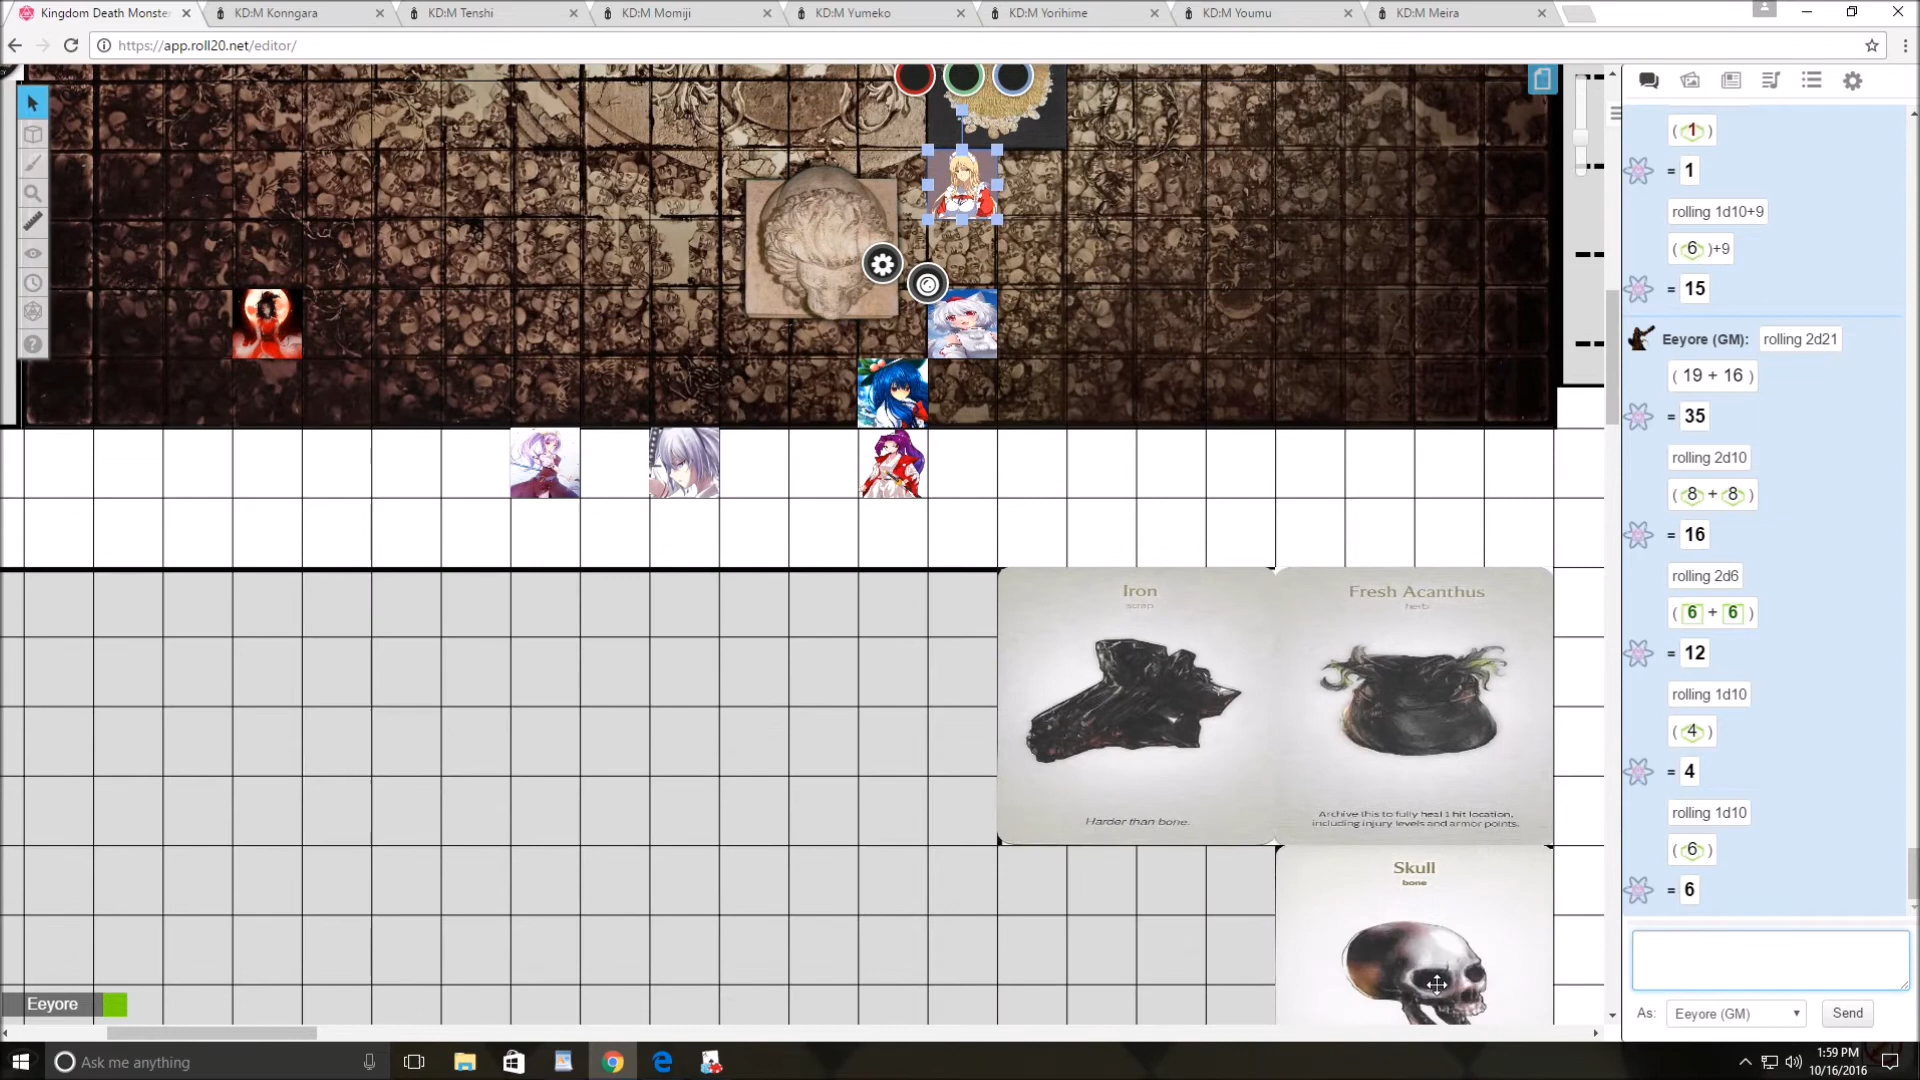 Kingdom Death Monste
KD:M Konngara
KD:M Tenshi
KD:M Momiji
KD:M Yumeko
KD:M Yorihime
KD:M Youmu
KD:M Meira
https://app.roll20.net/editor/
( 1 )
= 1
rolling 1d10+9
( 6 )+9
= 15
Eeyore (GM): rolling 2d21
( 19 + 16 )
= 35
rolling 2d10
( 8 + 8 )
= 16
rolling 2d6
( 6 + 6 )
= 12
rolling 1d10
( 4 )
= 4
rolling 1d10
( 6 )
= 6
Iron
scrap
Harder than bone.
Fresh Acanthus
herb
Archive this to fully heal 1 hit location,
including injury levels and armor points.
Skull
bone
Eeyore
As: Eeyore (GM) Send
Ask me anything
1:59 PM
10/16/2016